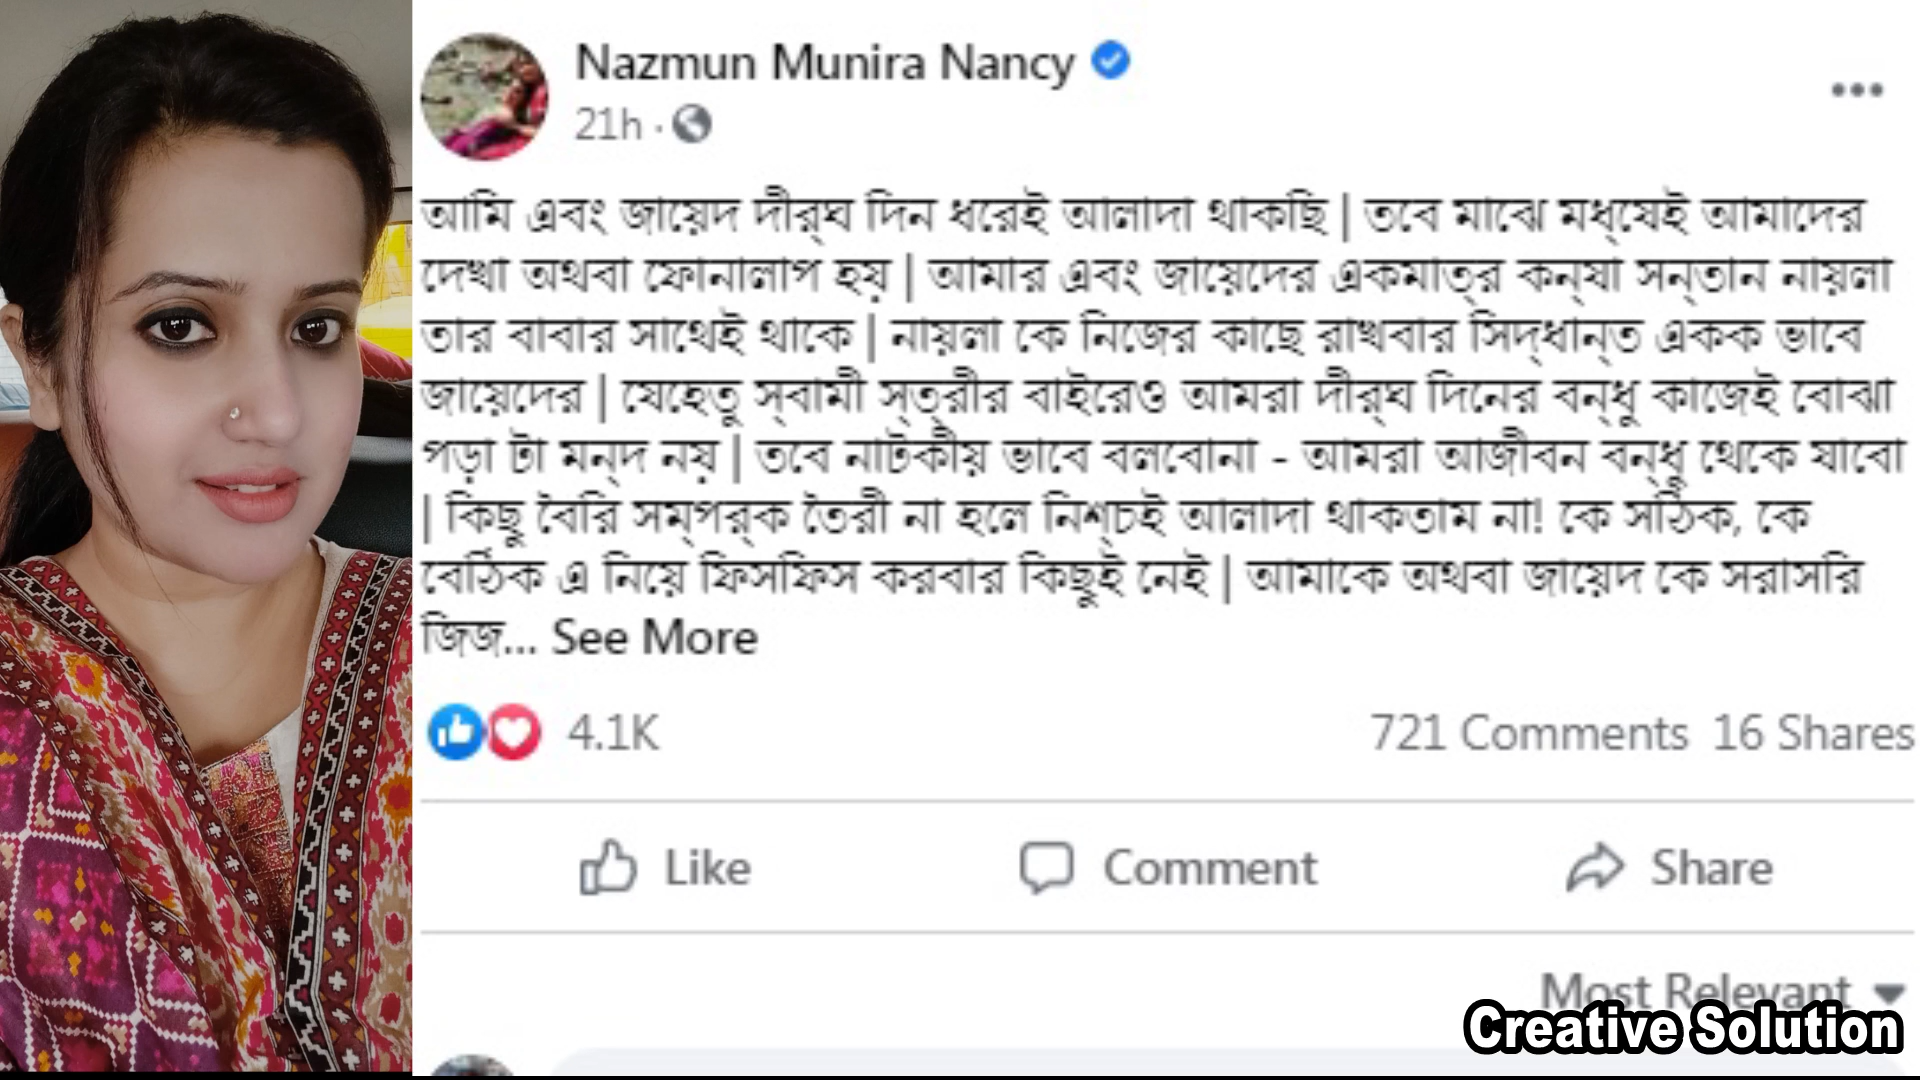 Nazmun Munira Nancy
21h ·
আমি এবং জায়েদ দীর্‌ঘ দিন ধরেই আলাদা থাকছি | তবে মাঝে মধ্‌যেই আমাদের
দেখা অথবা ফোনালাপ হয় | আমার এবং জায়েদের একমাত্‌র কন্‌যা সন্‌তান নায়লা
তার বাবার সাথেই থাকে | নায়লা কে নিজের কাছে রাখবার সিদ্‌ধান্‌ত একক ভাবে
জায়েদের | যেহেতু স্‌বামী স্‌ত্‌রীর বাইরেও আমরা দীর্‌ঘ দিনের বন্‌ধু কাজেই বোঝা
পড়া টা মন্‌দ নয় | তবে নাটকীয় ভাবে বলবোনা - আমরা আজীবন বন্‌ধু থেকে যাবো
| কিছু বৈরি সম্‌পর্‌ক তৈরী না হলে নিশ্‌চই আলাদা থাকতাম না! কে সঠিক, কে
বেঠিক এ নিয়ে ফিসফিস করবার কিছুই নেই | আমাকে অথবা জায়েদ কে সরাসরি
জিজ... See More
4.1K 721 Comments 16 Shares
Like Comment Share
Most Relevant
Creative Solution